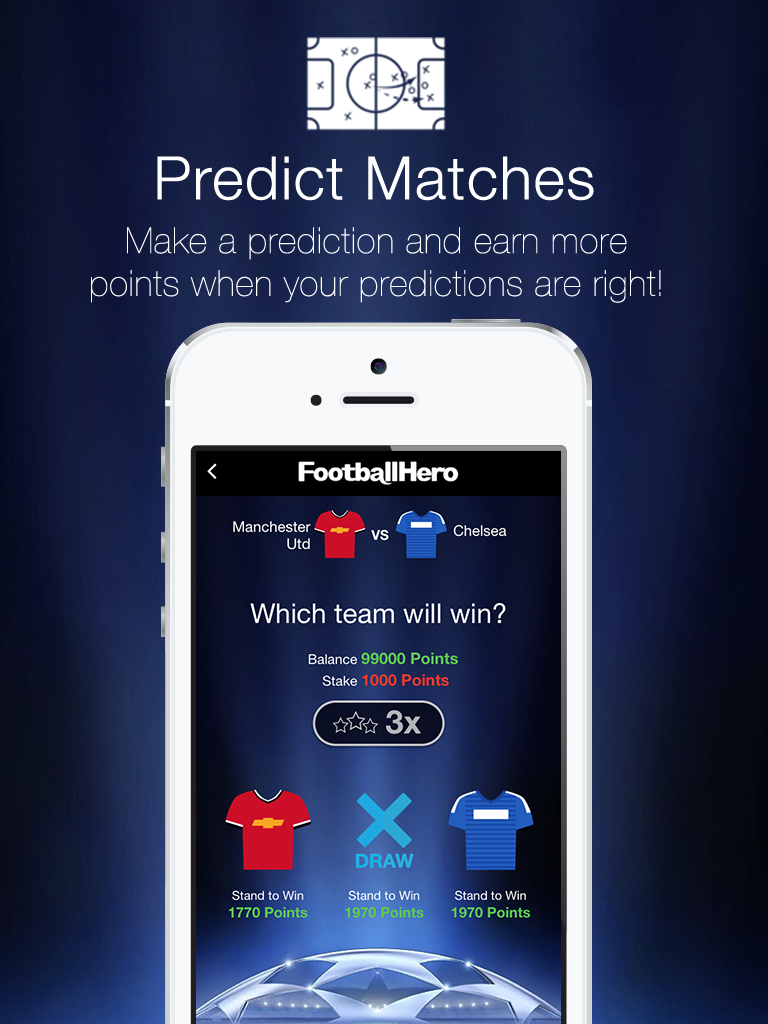 Predict Matches
Make a prediction and earn more
points when your predictions are right!
FootballHero
Manchester
Utd
vs
Chelsea
Which team will win?
Balance 99000 Points
Stake 1000 Points
3x
DRAW
Stand to Win
1770 Points
Stand to Win
1970 Points
Stand to Win
1970 Points